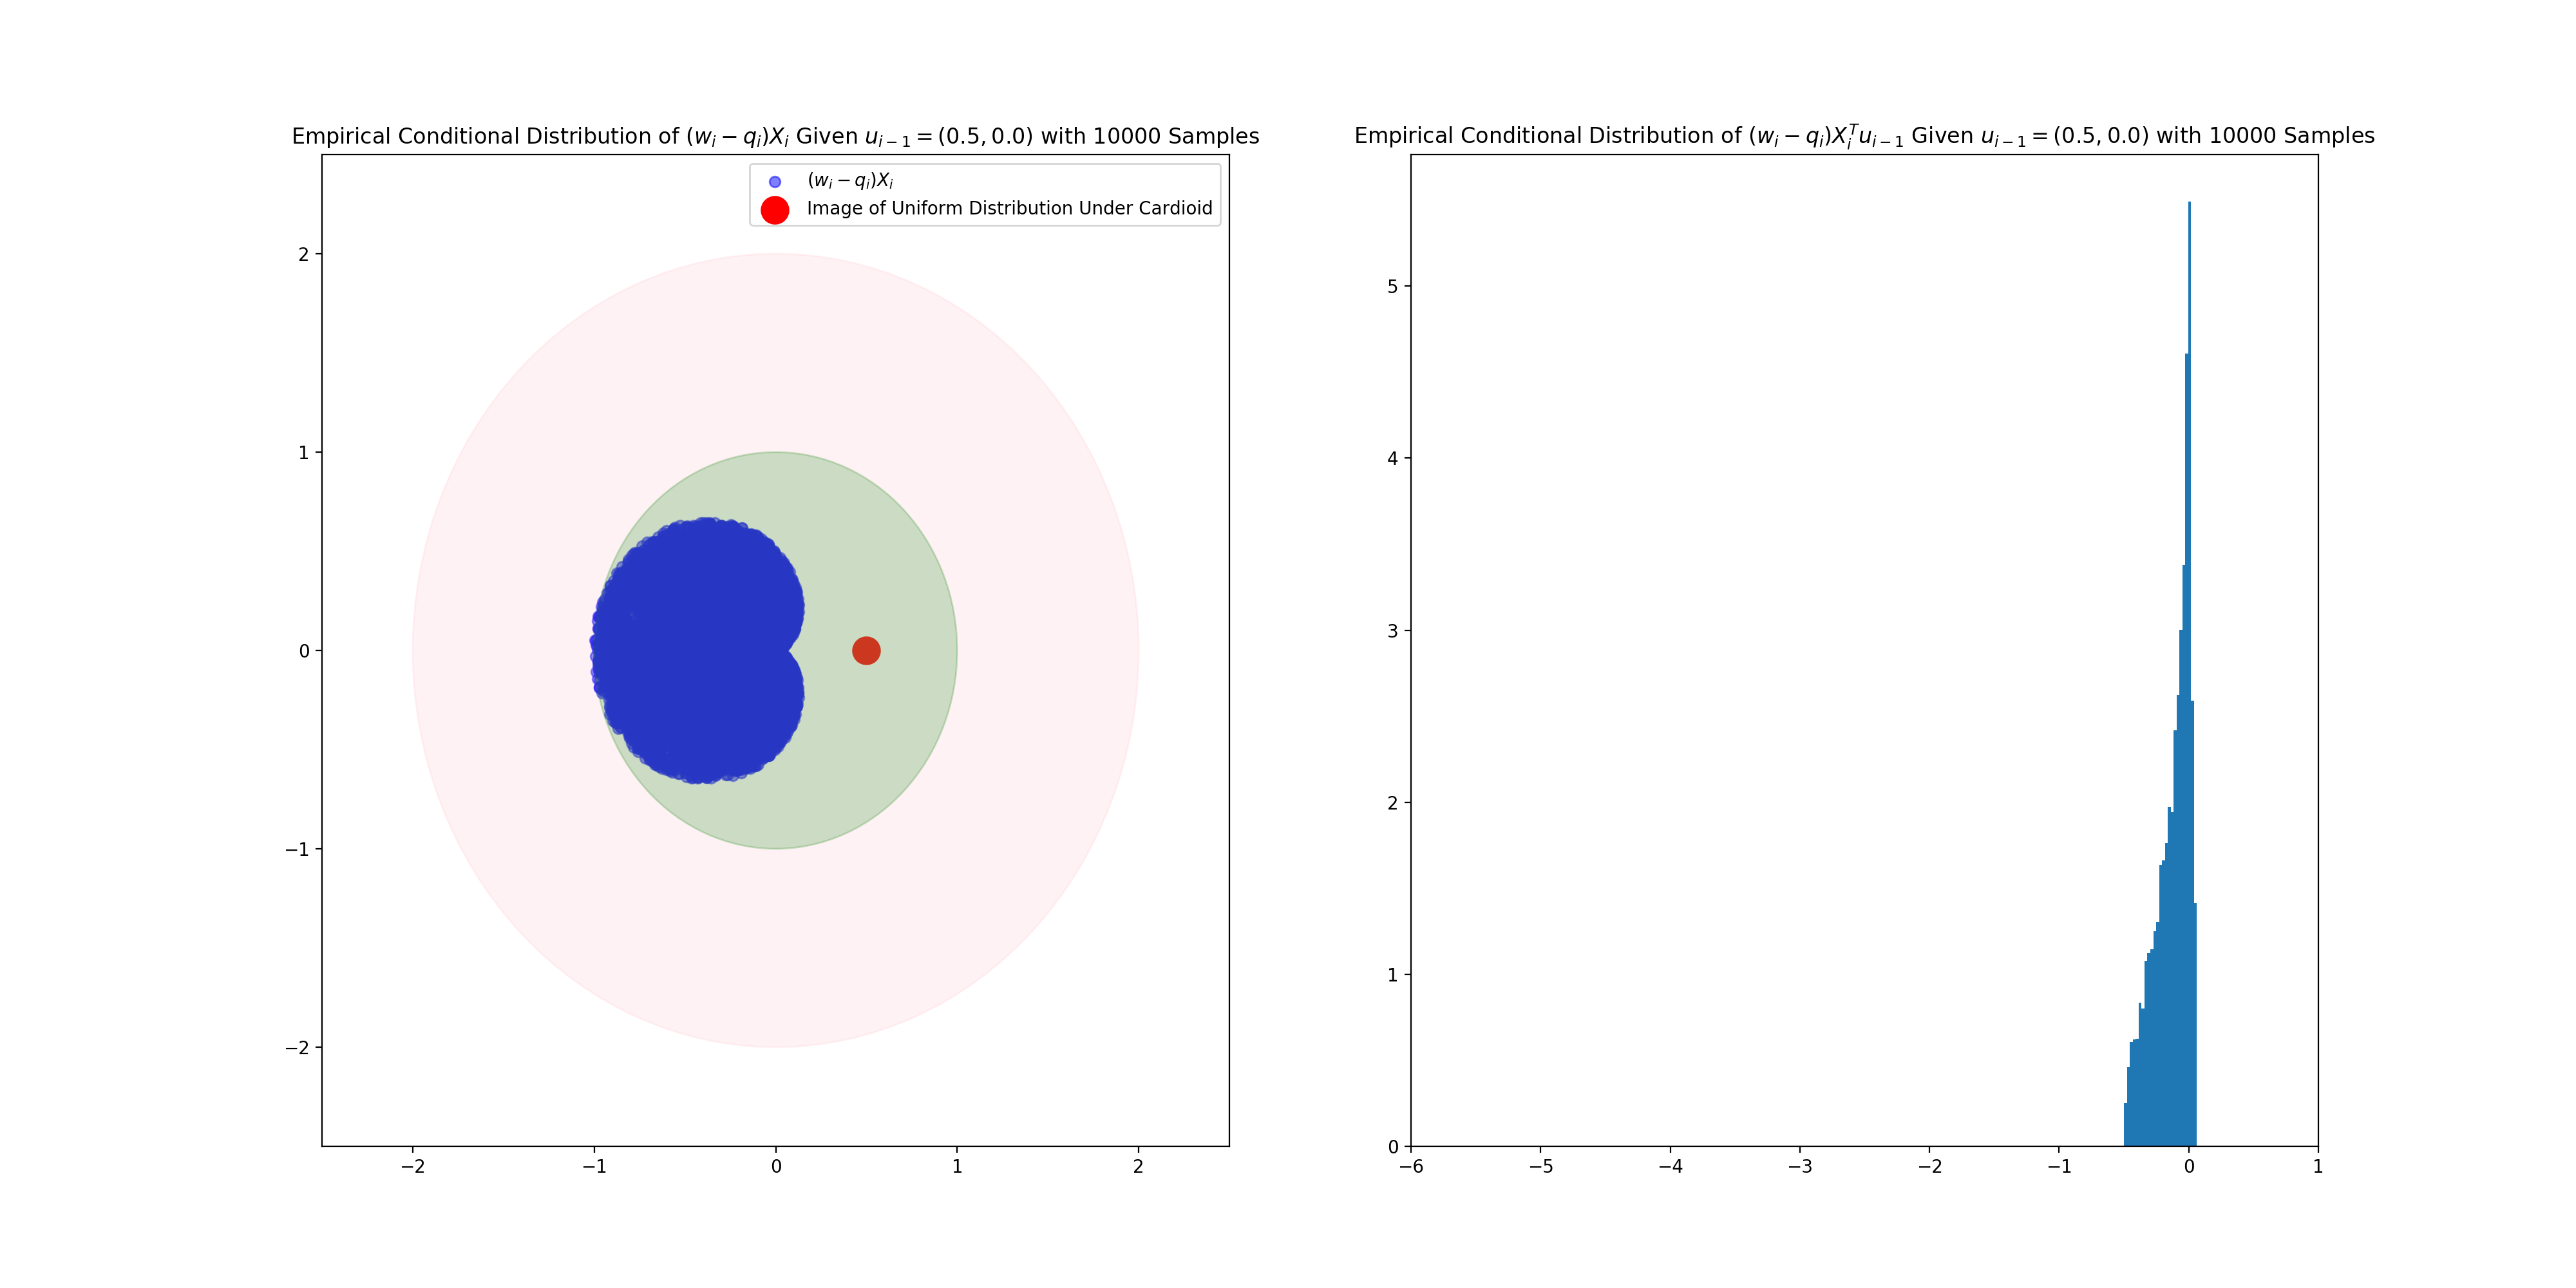 Empirical Conditional Distribution of $(w_i - q_i)X_i$ Given $u_{i-1} = (0.5, 0.0)$ with 10000 Samples
$(w_i - q_i)X_i$
Image of Uniform Distribution Under Cardioid
2
1
0
−1
−2
−2 −1 0 1 2
Empirical Conditional Distribution of $(w_i - q_i)X_i^T u_{i-1}$ Given $u_{i-1} = (0.5, 0.0)$ with 10000 Samples
5
4
3
2
1
0
−6 −5 −4 −3 −2 −1 0 1